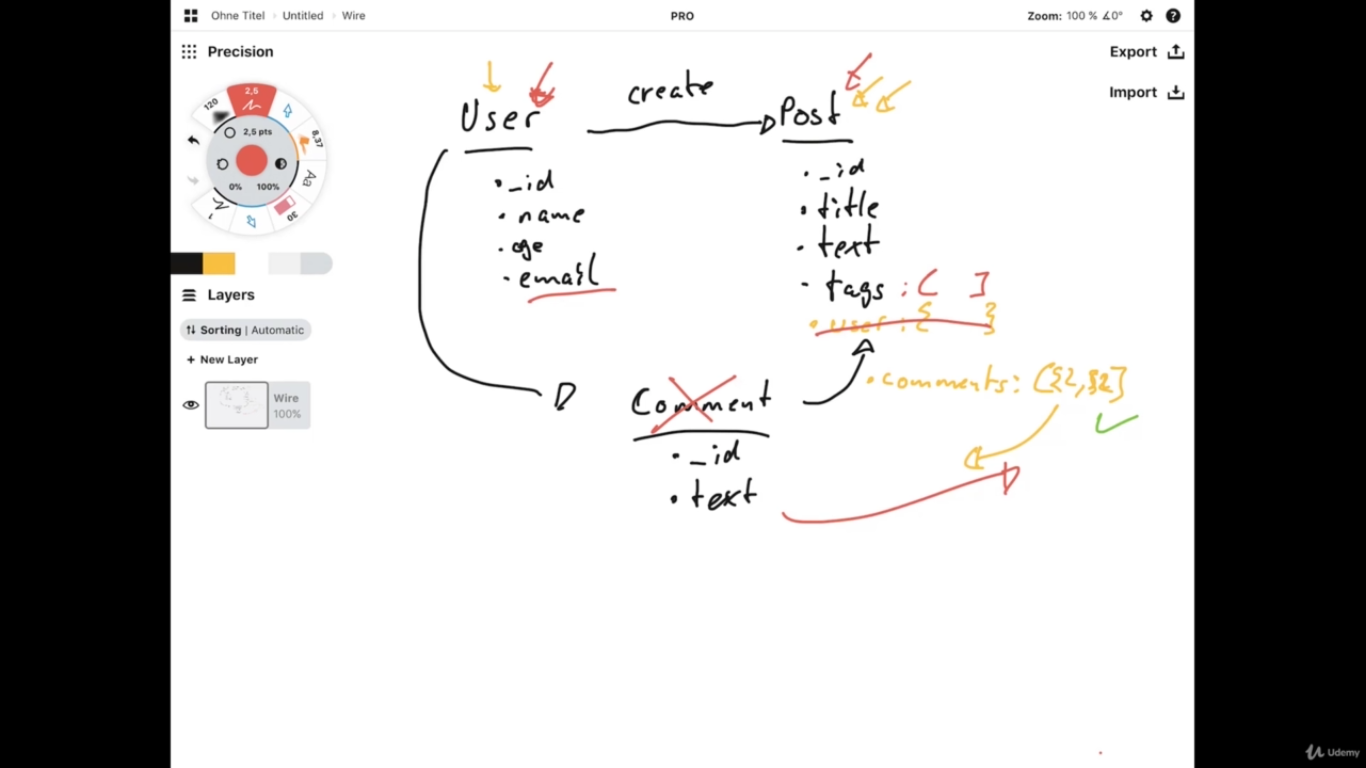 Ohne Titel › Untitled › Wire
PRO
Zoom: 100 % ∡0°
Precision
Export
Import
2,5
120
8,37
2,5 pts
Aa
0% 100%
30
1
Layers
Sorting | Automatic
+ New Layer
Wire
100%
User
create
Post
• _id
• name
• age
• email
• _id
• title
• text
• tags : [ ]
• user : { }
• comments: [{}, {}]
Comment
• _id
• text
Udemy